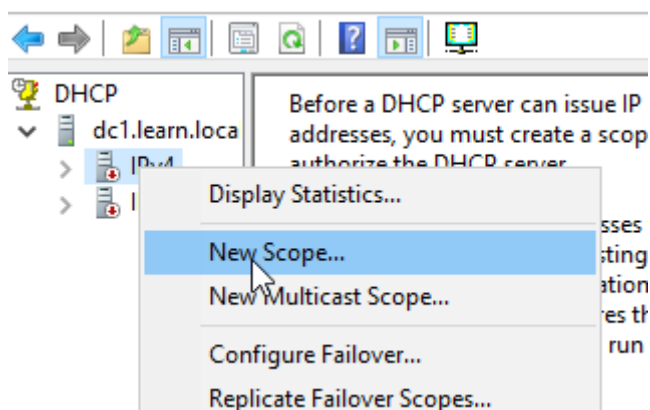 DHCP
dc1.learn.loca
IPv4
I
Before a DHCP server can issue IP
addresses, you must create a scop
authorize the DHCP server.
Display Statistics...
New Scope...
New Multicast Scope...
Configure Failover...
Replicate Failover Scopes...
sses
sting
ation
res th
run